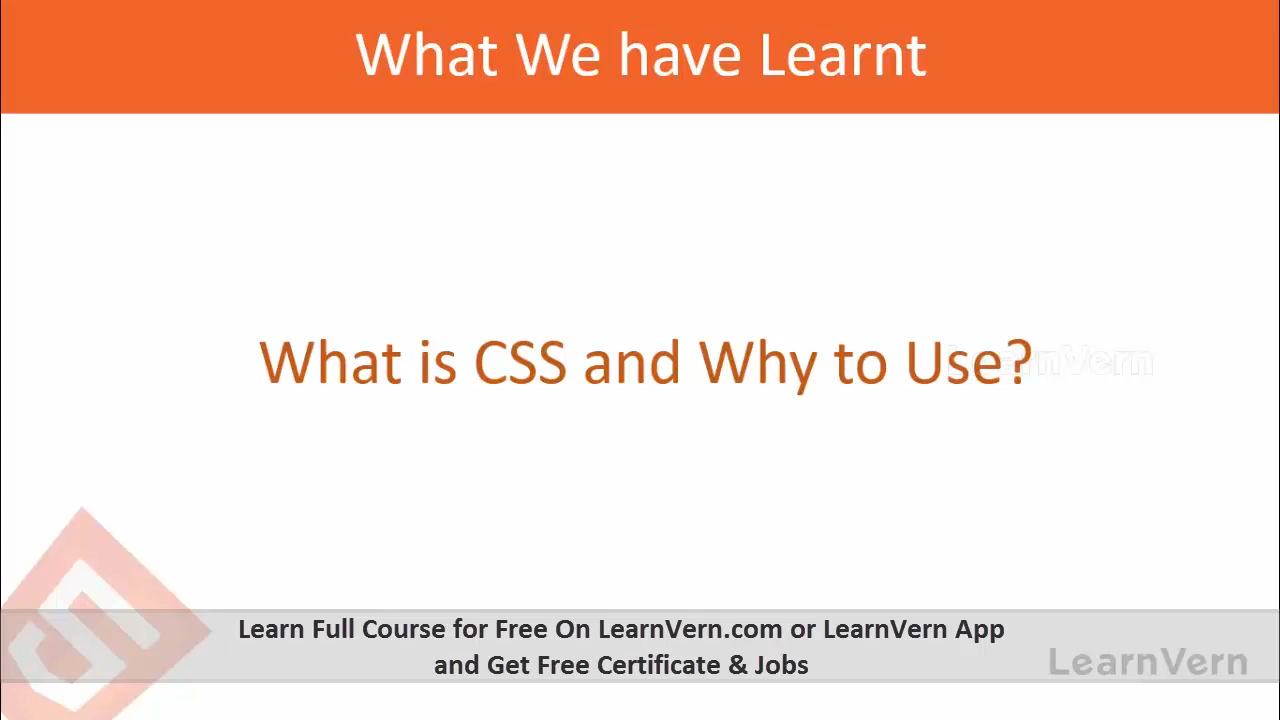 What We have Learnt
What is CSS and Why to Use?
LearnVern
Learn Full Course for Free On LearnVern.com or LearnVern App
and Get Free Certificate & Jobs
LearnVern